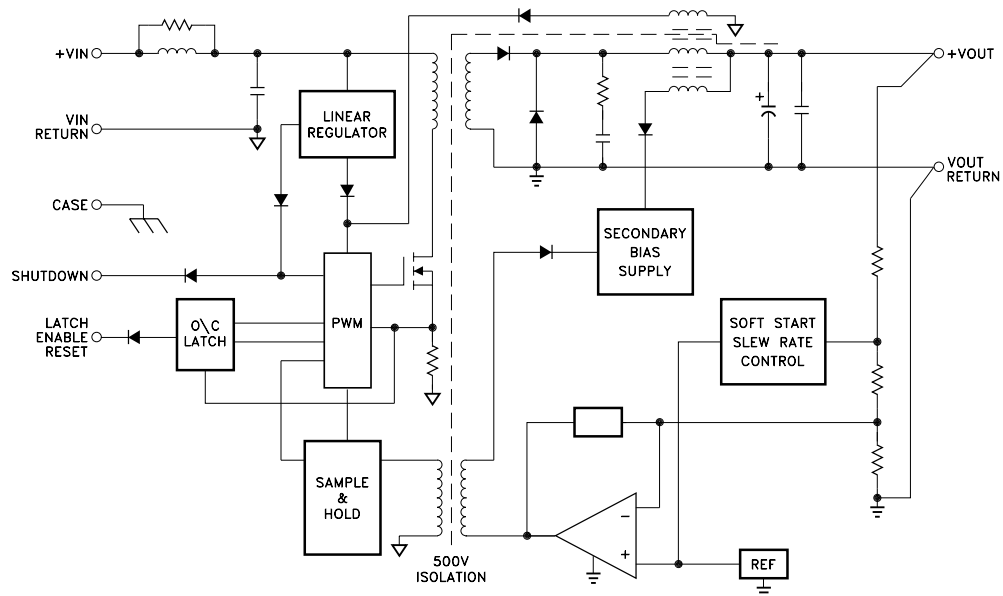 +VIN
VIN
RETURN
CASE
SHUTDOWN
LATCH
ENABLE
RESET
LINEAR
REGULATOR
O\C
LATCH
PWM
SAMPLE
&
HOLD
500V
ISOLATION
SECONDARY
BIAS
SUPPLY
SOFT START
SLEW RATE
CONTROL
REF
+
−
+
+VOUT
VOUT
RETURN